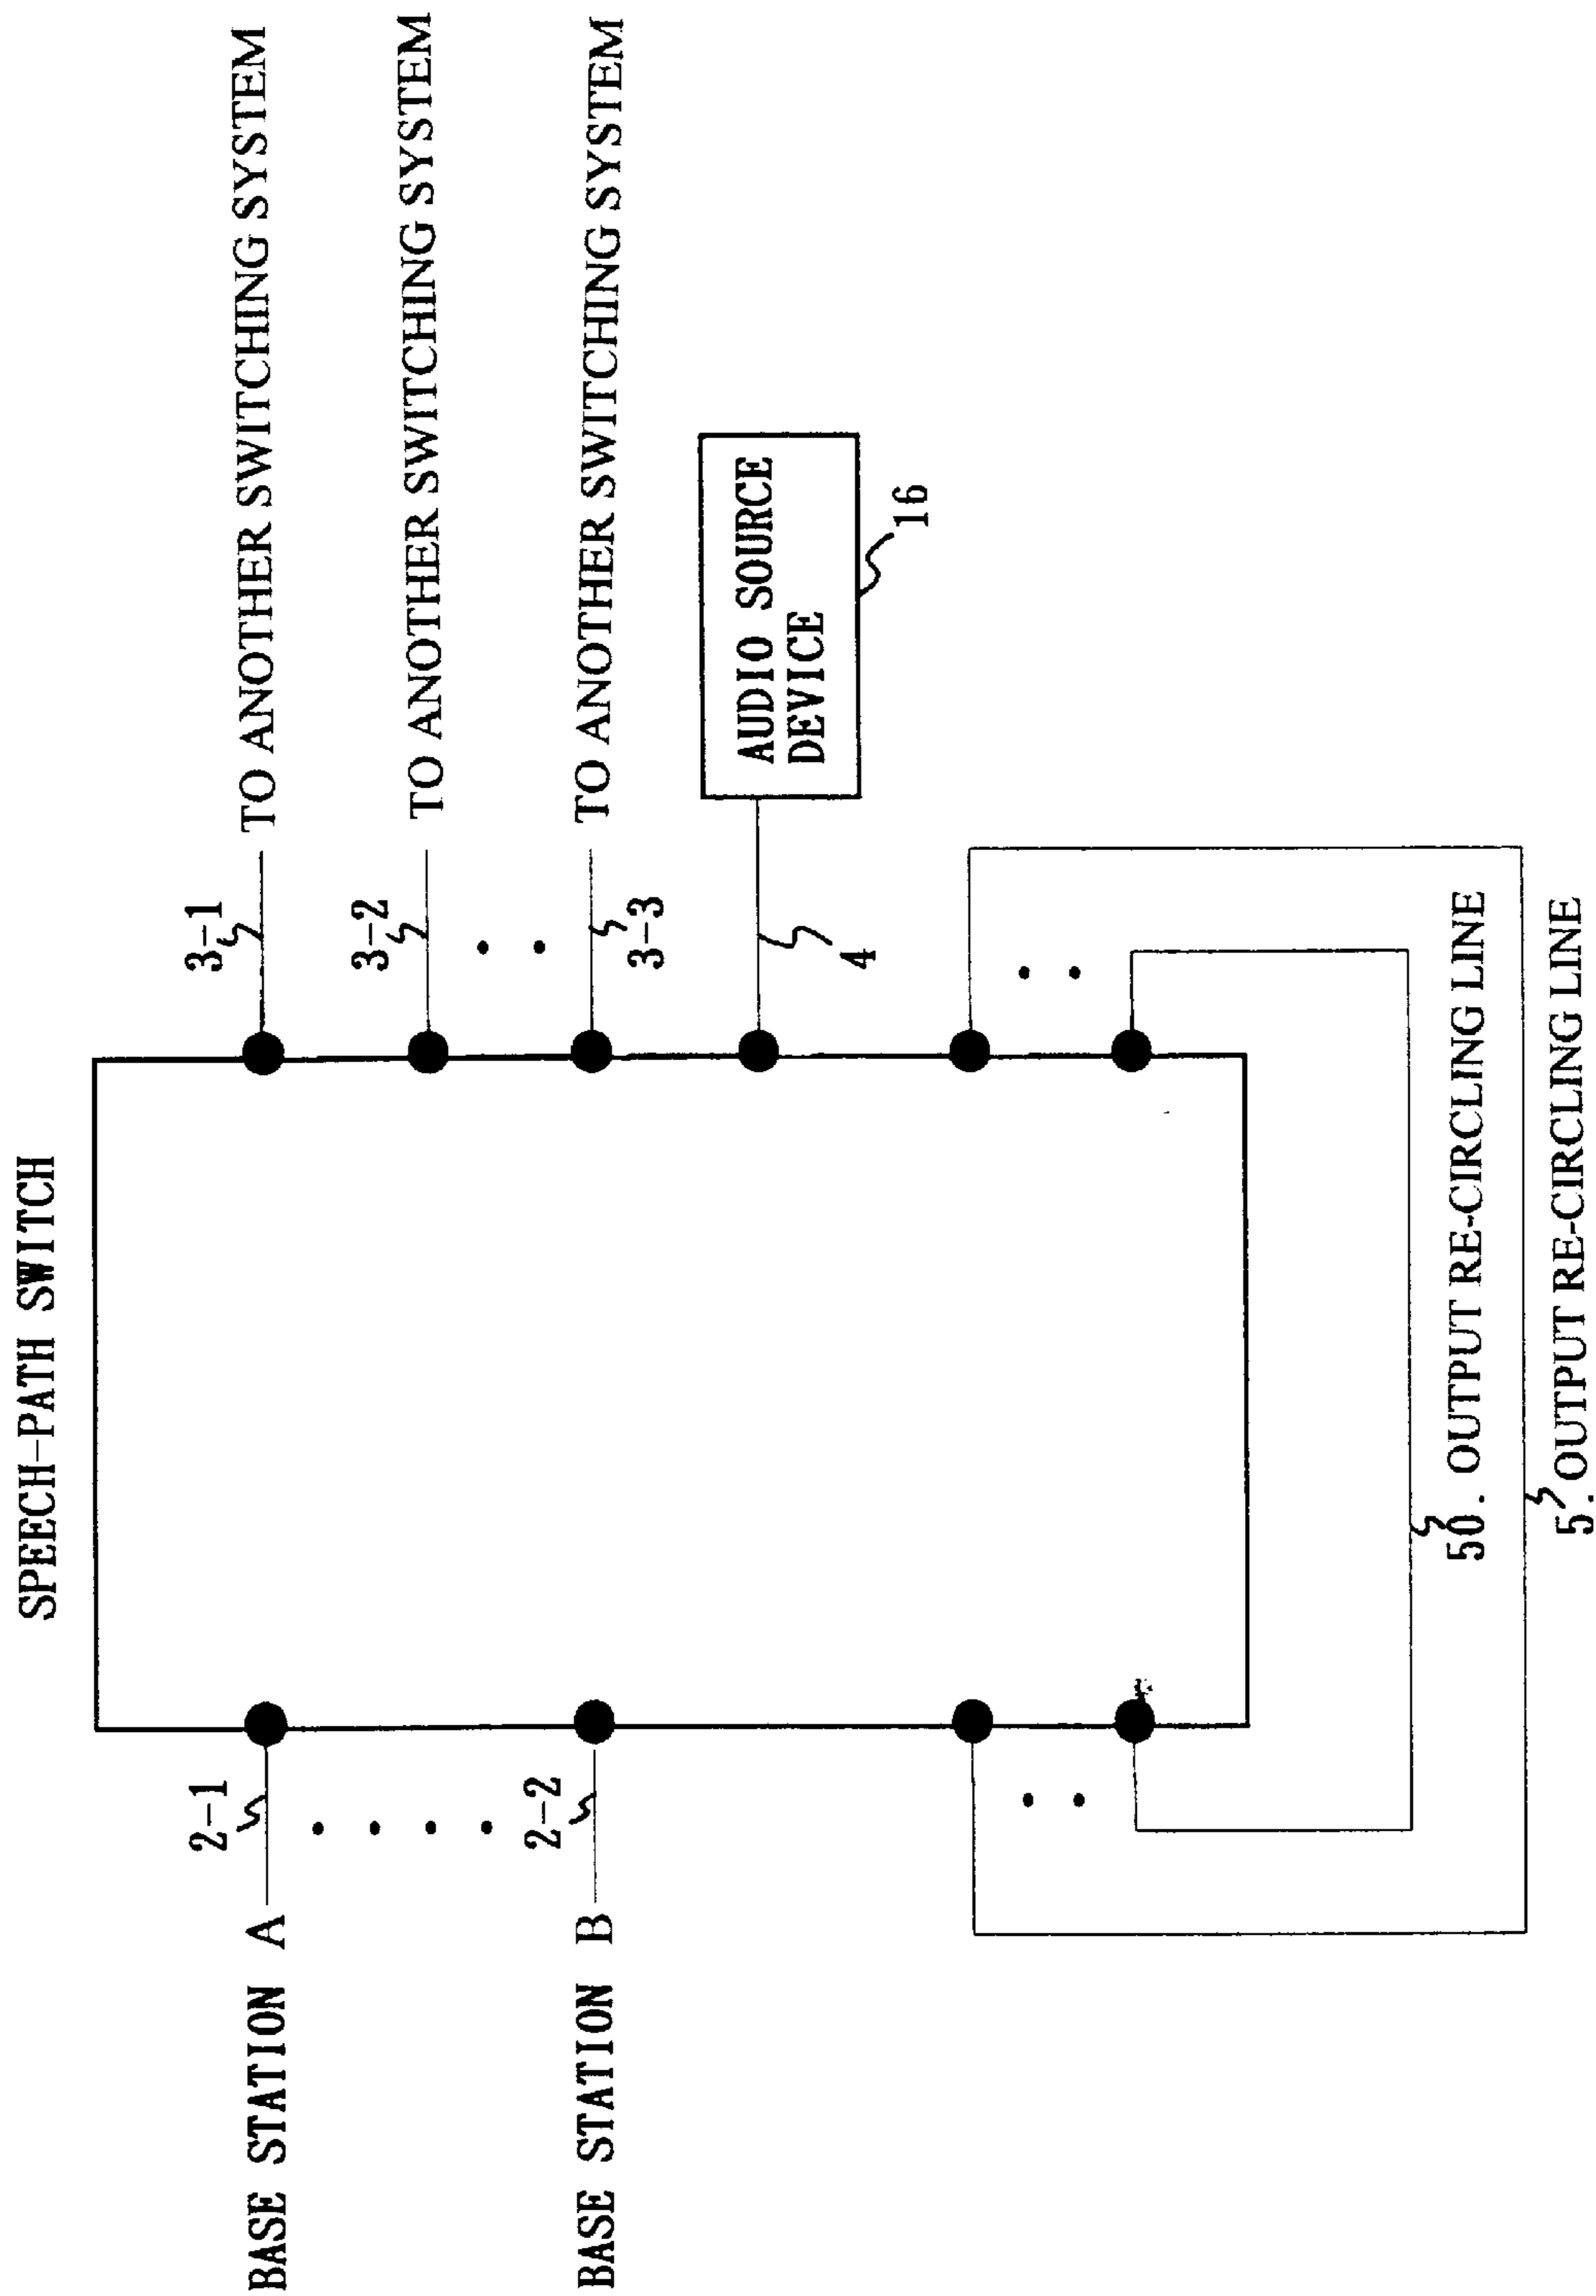 SPEECH-PATH SWITCH
BASE STATION A
2-1
3-1
TO ANOTHER SWITCHING SYSTEM
3-2
TO ANOTHER SWITCHING SYSTEM
BASE STATION B
2-2
3-3
TO ANOTHER SWITCHING SYSTEM
4
AUDIO SOURCE
DEVICE
16
50. OUTPUT RE-CIRCLING LINE
5. OUTPUT RE-CIRCLING LINE